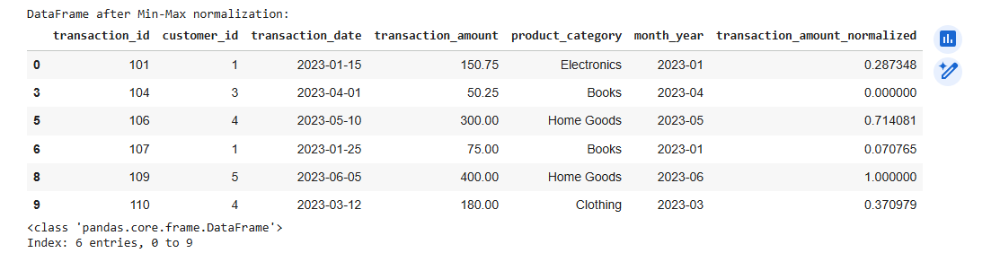 DataFrame after Min-Max normalization:
transaction_id customer_id transaction_date transaction_amount product_category month_year transaction_amount_normalized
0 101 1 2023-01-15 150.75 Electronics 2023-01 0.287348
3 104 3 2023-04-01 50.25 Books 2023-04 0.000000
5 106 4 2023-05-10 300.00 Home Goods 2023-05 0.714081
6 107 1 2023-01-25 75.00 Books 2023-01 0.070765
8 109 5 2023-06-05 400.00 Home Goods 2023-06 1.000000
9 110 4 2023-03-12 180.00 Clothing 2023-03 0.370979
<class 'pandas.core.frame.DataFrame'>
Index: 6 entries, 0 to 9